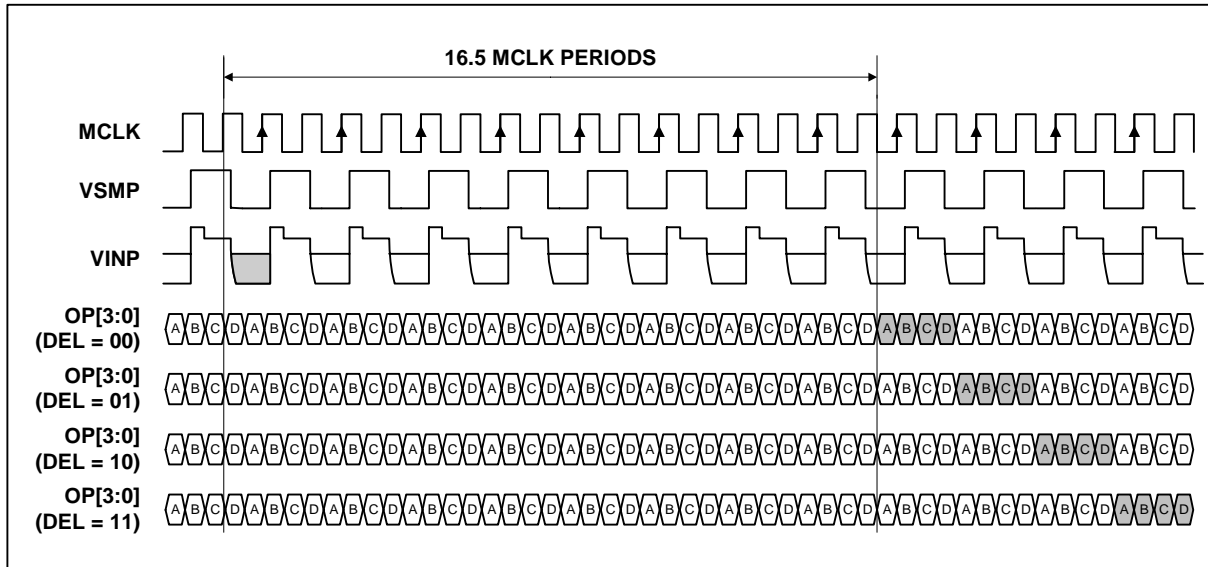 16.5 MCLK PERIODS
MCLK
VSMP
VINP
OP[3:0]
(DEL = 00)
A B C D A B C D A B C D A B C D A B C D A B C D A B C D A B C D A B C D A B C D A B C D A B C D A B C D
OP[3:0]
(DEL = 01)
A B C D A B C D A B C D A B C D A B C D A B C D A B C D A B C D A B C D A B C D A B C D A B C D A B C D
OP[3:0]
(DEL = 10)
A B C D A B C D A B C D A B C D A B C D A B C D A B C D A B C D A B C D A B C D A B C D A B C D A B C D
OP[3:0]
(DEL = 11)
A B C D A B C D A B C D A B C D A B C D A B C D A B C D A B C D A B C D A B C D A B C D A B C D A B C D